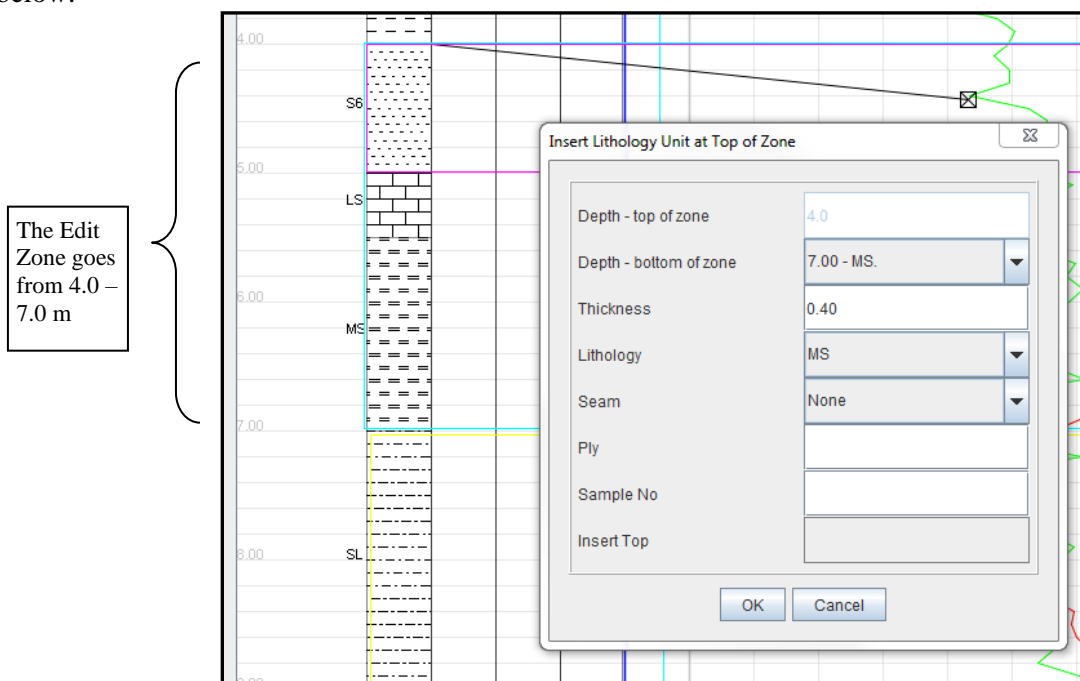 below.
4.00
S6
5.00
LS
6.00
MS
7.00
8.00
SL
9.00
The Edit
Zone goes
from 4.0 –
7.0 m
Insert Lithology Unit at Top of Zone
Depth - top of zone 4.0
Depth - bottom of zone 7.00 - MS.
Thickness 0.40
Lithology MS
Seam None
Ply
Sample No
Insert Top
OK Cancel